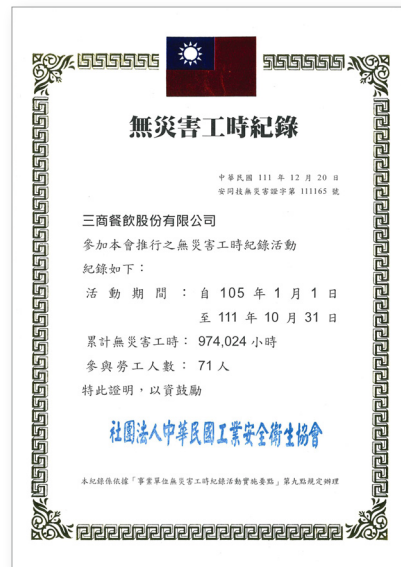 無災害工時紀錄
中華民國 111 年 12 月 20 日
安同技無災害證字第 111165 號
三商餐飲股份有限公司
參加本會推行之無災害工時紀錄活動
紀錄如下：
活動期間：自 105 年 1 月 1 日
至 111 年 10 月 31 日
累計無災害工時： 974,024 小時
參與勞工人數： 71 人
特此證明，以資鼓勵
社團法人中華民國工業安全衛生協會
本紀錄係依據「事業單位無災害工時紀錄活動實施要點」第九點規定辦理